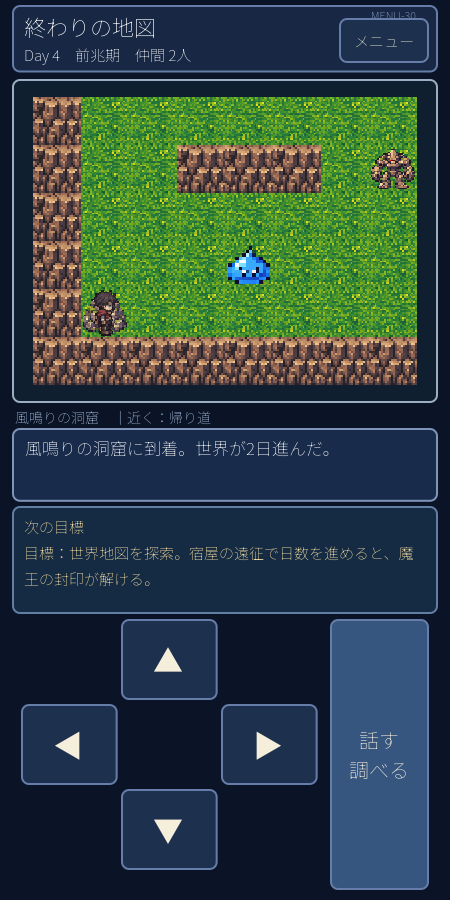 終わりの地図
MENU-30
メニュー
Day 4 前兆期 仲間 2人
風鳴りの洞窟 ｜近く：帰り道
風鳴りの洞窟に到着。世界が2日進んだ。
次の目標
目標：世界地図を探索。宿屋の遠征で日数を進めると、魔
王の封印が解ける。
▲
◀
▶
▼
話す
調べる